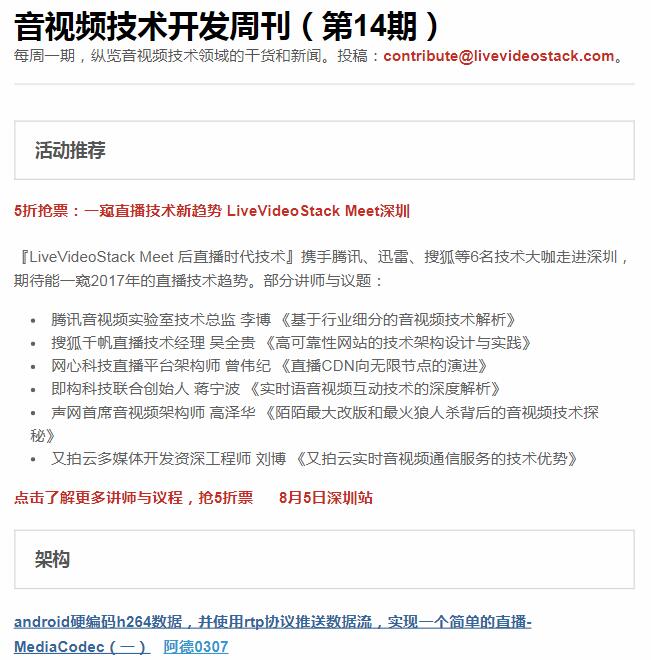 音视频技术开发周刊（第14期）
每周一期，纵览音视频技术领域的干货和新闻。投稿：contribute@livevideostack.com。
活动推荐
5折抢票：一窥直播技术新趋势 LiveVideoStack Meet深圳
『LiveVideoStack Meet 后直播时代技术』携手腾讯、迅雷、搜狐等6名技术大咖走进深圳，
期待能一窥2017年的直播技术趋势。部分讲师与议题：
• 腾讯音视频实验室技术总监 李博 《基于行业细分的音视频技术解析》
• 搜狐千帆直播技术经理 吴全贵 《高可靠性网站的技术架构设计与实践》
• 网心科技直播平台架构师 曾伟纪 《直播CDN向无限节点的演进》
• 即构科技联合创始人 蒋宁波 《实时语音视频互动技术的深度解析》
• 声网首席音视频架构师 高泽华 《陌陌最大改版和最火狼人杀背后的音视频技术探
秘》
• 又拍云多媒体开发资深工程师 刘博 《又拍云实时音视频通信服务的技术优势》
点击了解更多讲师与议程，抢5折票 8月5日深圳站
架构
android硬编码h264数据，并使用rtp协议推送数据流，实现一个简单的直播-
MediaCodec（一） 阿德0307